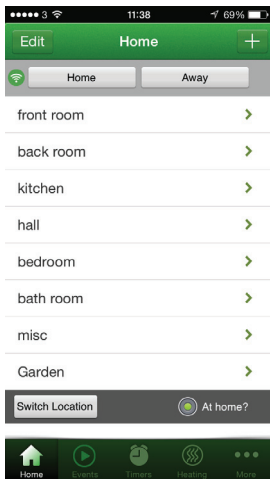 3 11:38 69%
Edit Home +
Home Away
front room
back room
kitchen
hall
bedroom
bath room
misc
Garden
Switch Location At home?
Home Events Timers Heating More